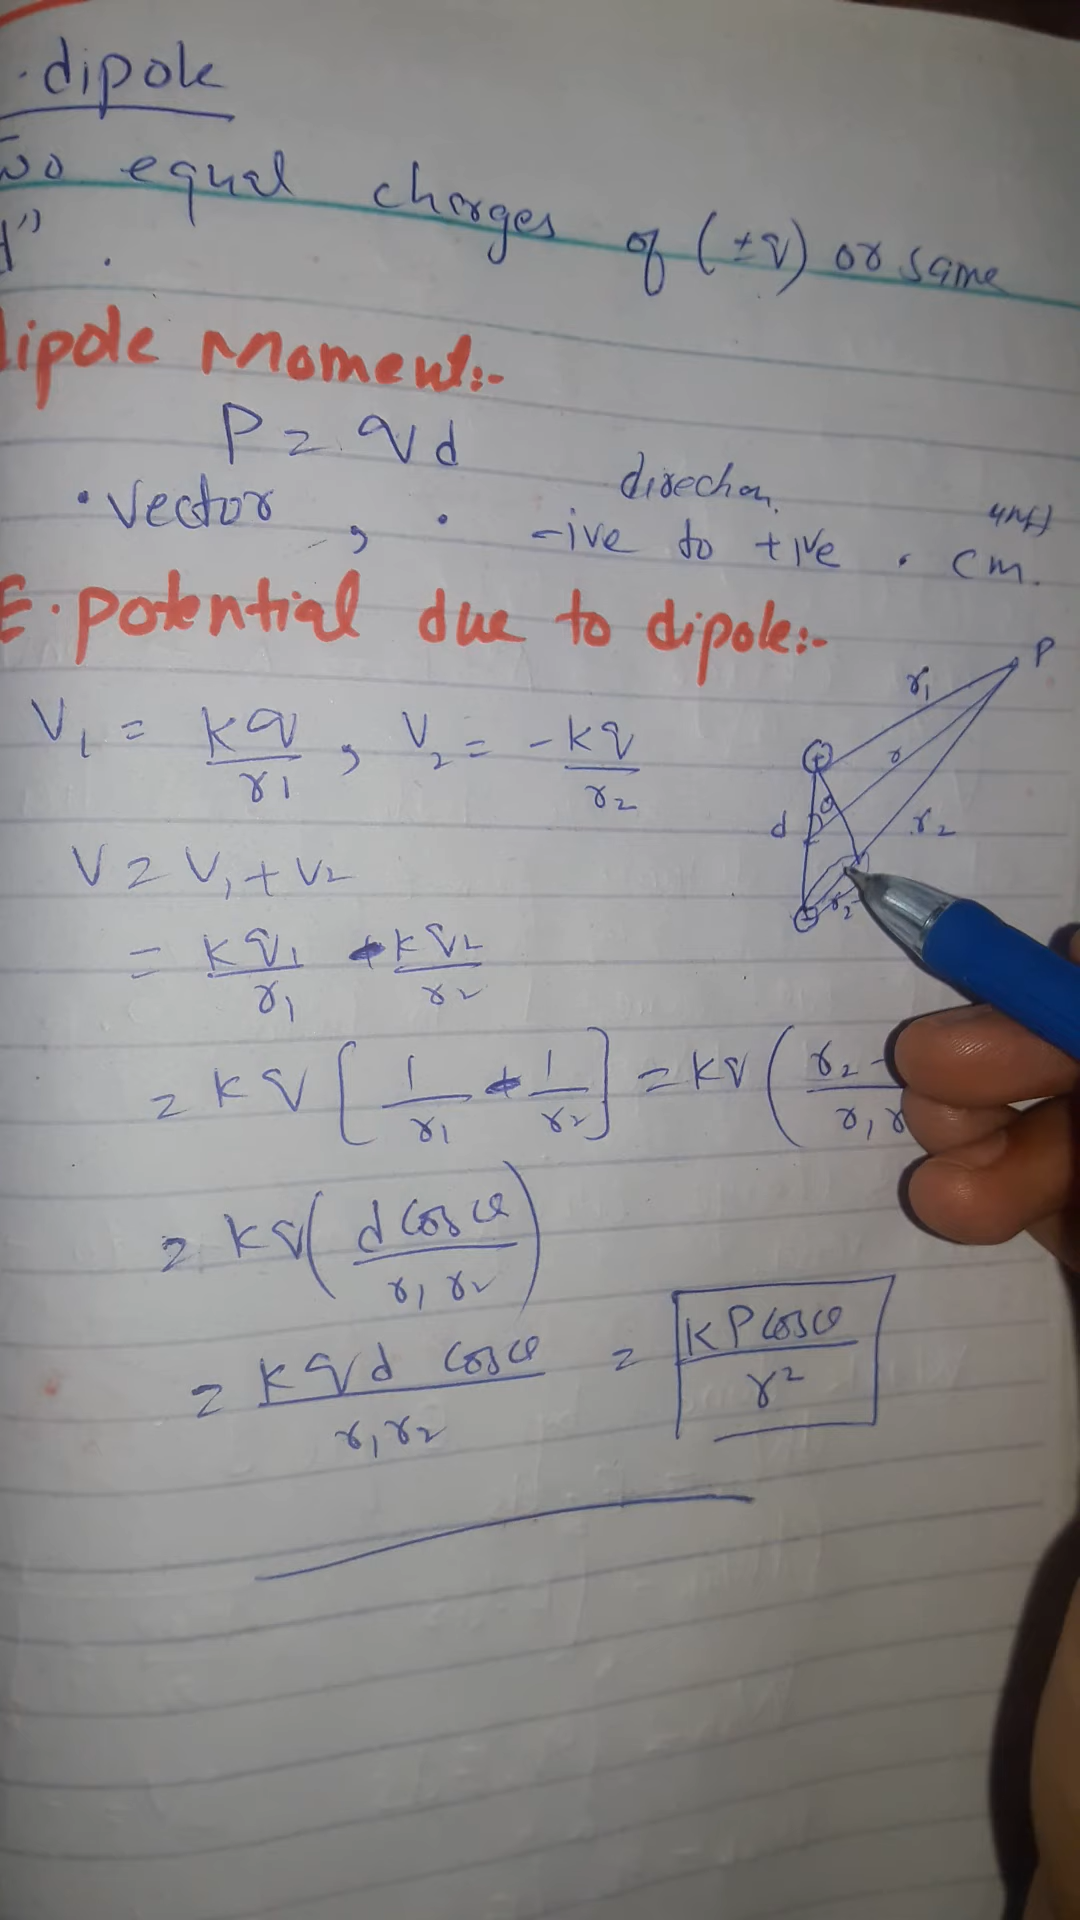 . dipole
equal charges of (±q) or same
d") .
dipole Moment:-
P = qd
direction
unit
• Vector , • -ive to +ive • cm.
E. potential due to dipole:-
P
r₁
V₁ = kq/r₁ , V₂ = -kq/r₂
r
θ
d
r₂
V = V₁ + V₂
r₂
= kq₁/r₁ + kq₂/r₂
= kq [1/r₁ + 1/r₂] = kq (r₂ - / r₁ r
= kq (d cosθ / r₁ r₂)
= kqd cosθ / r₁ r₂ = kP cosθ / r²